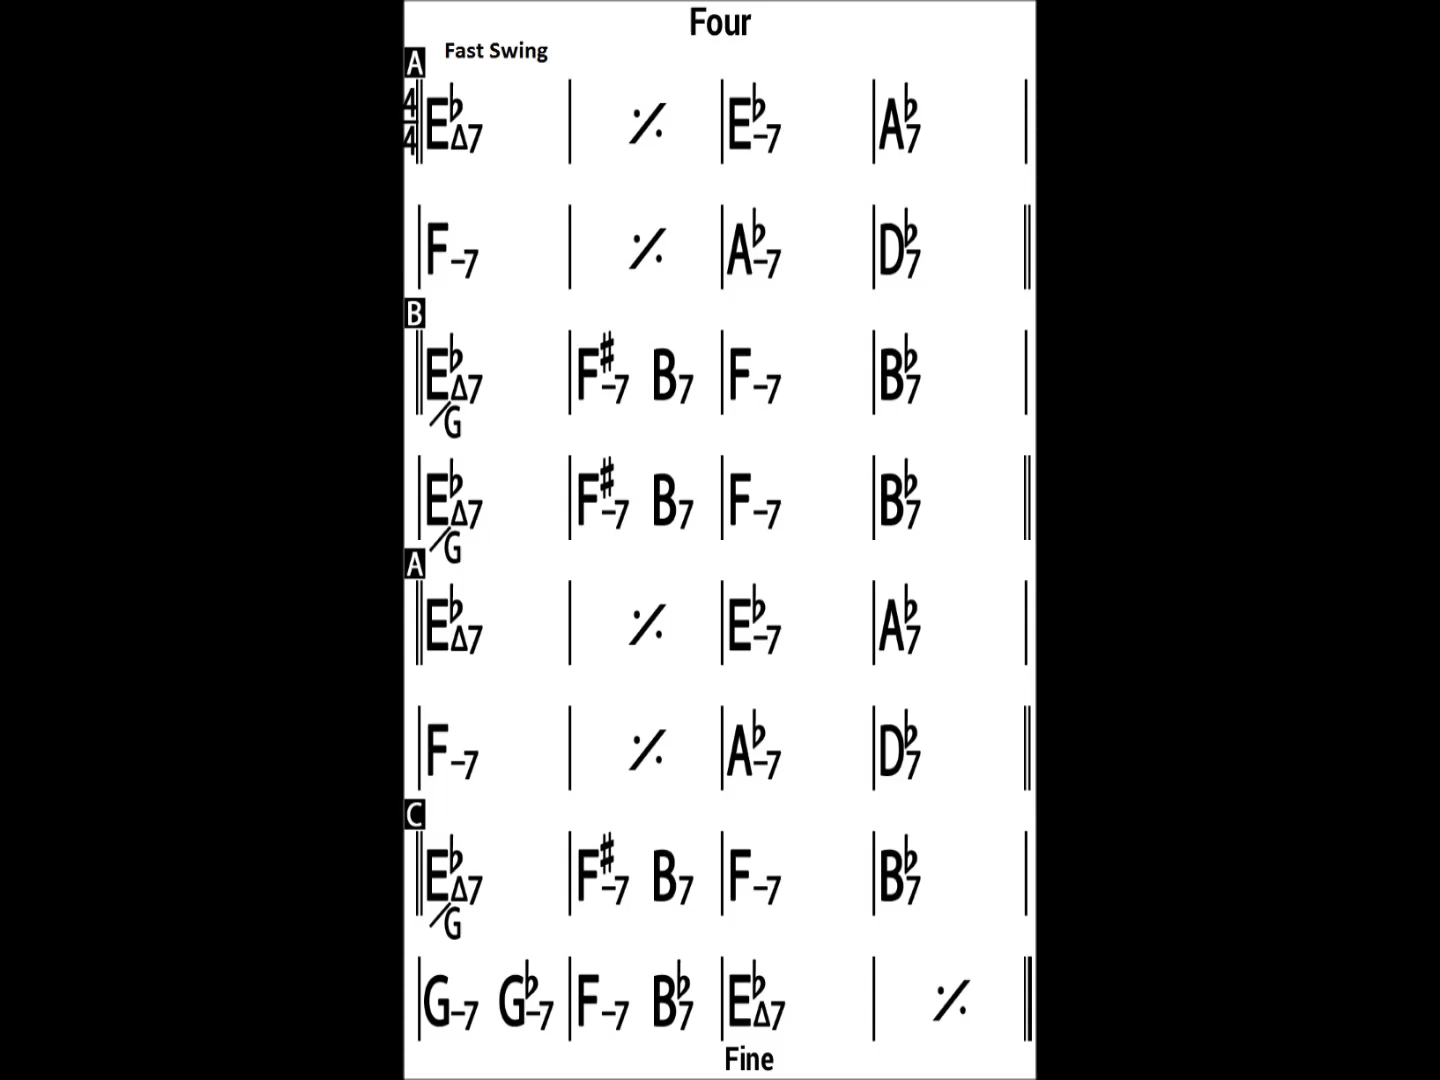 Four
Fast Swing
A
4/4 E♭Δ7 | 𝄎 | E♭–7 | A♭7
F–7 | 𝄎 | A♭–7 | D♭7
B
E♭Δ7/G | F♯–7 B7 | F–7 | B♭7
E♭Δ7/G | F♯–7 B7 | F–7 | B♭7
A
E♭Δ7 | 𝄎 | E♭–7 | A♭7
F–7 | 𝄎 | A♭–7 | D♭7
C
E♭Δ7/G | F♯–7 B7 | F–7 | B♭7
G–7 G♭–7 | F–7 B♭7 | E♭Δ7 | 𝄎
Fine